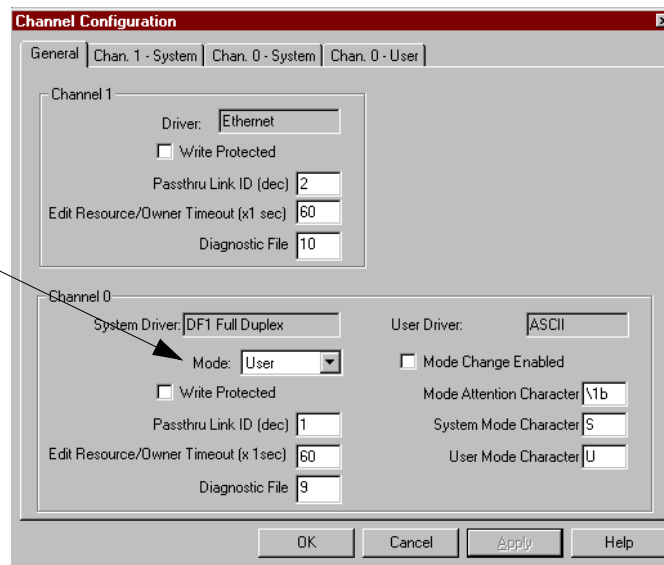 Channel Configuration
General Chan. 1 - System Chan. 0 - System Chan. 0 - User
Channel 1
Driver: Ethernet
Write Protected
Passthru Link ID (dec) 2
Edit Resource/Owner Timeout (x1 sec) 60
Diagnostic File 10
Channel 0
System Driver: DF1 Full Duplex User Driver: ASCII
Mode: User Mode Change Enabled
Write Protected Mode Attention Character \1b
Passthru Link ID (dec) 1 System Mode Character S
Edit Resource/Owner Timeout (x 1sec) 60 User Mode Character U
Diagnostic File 9
OK Cancel Apply Help